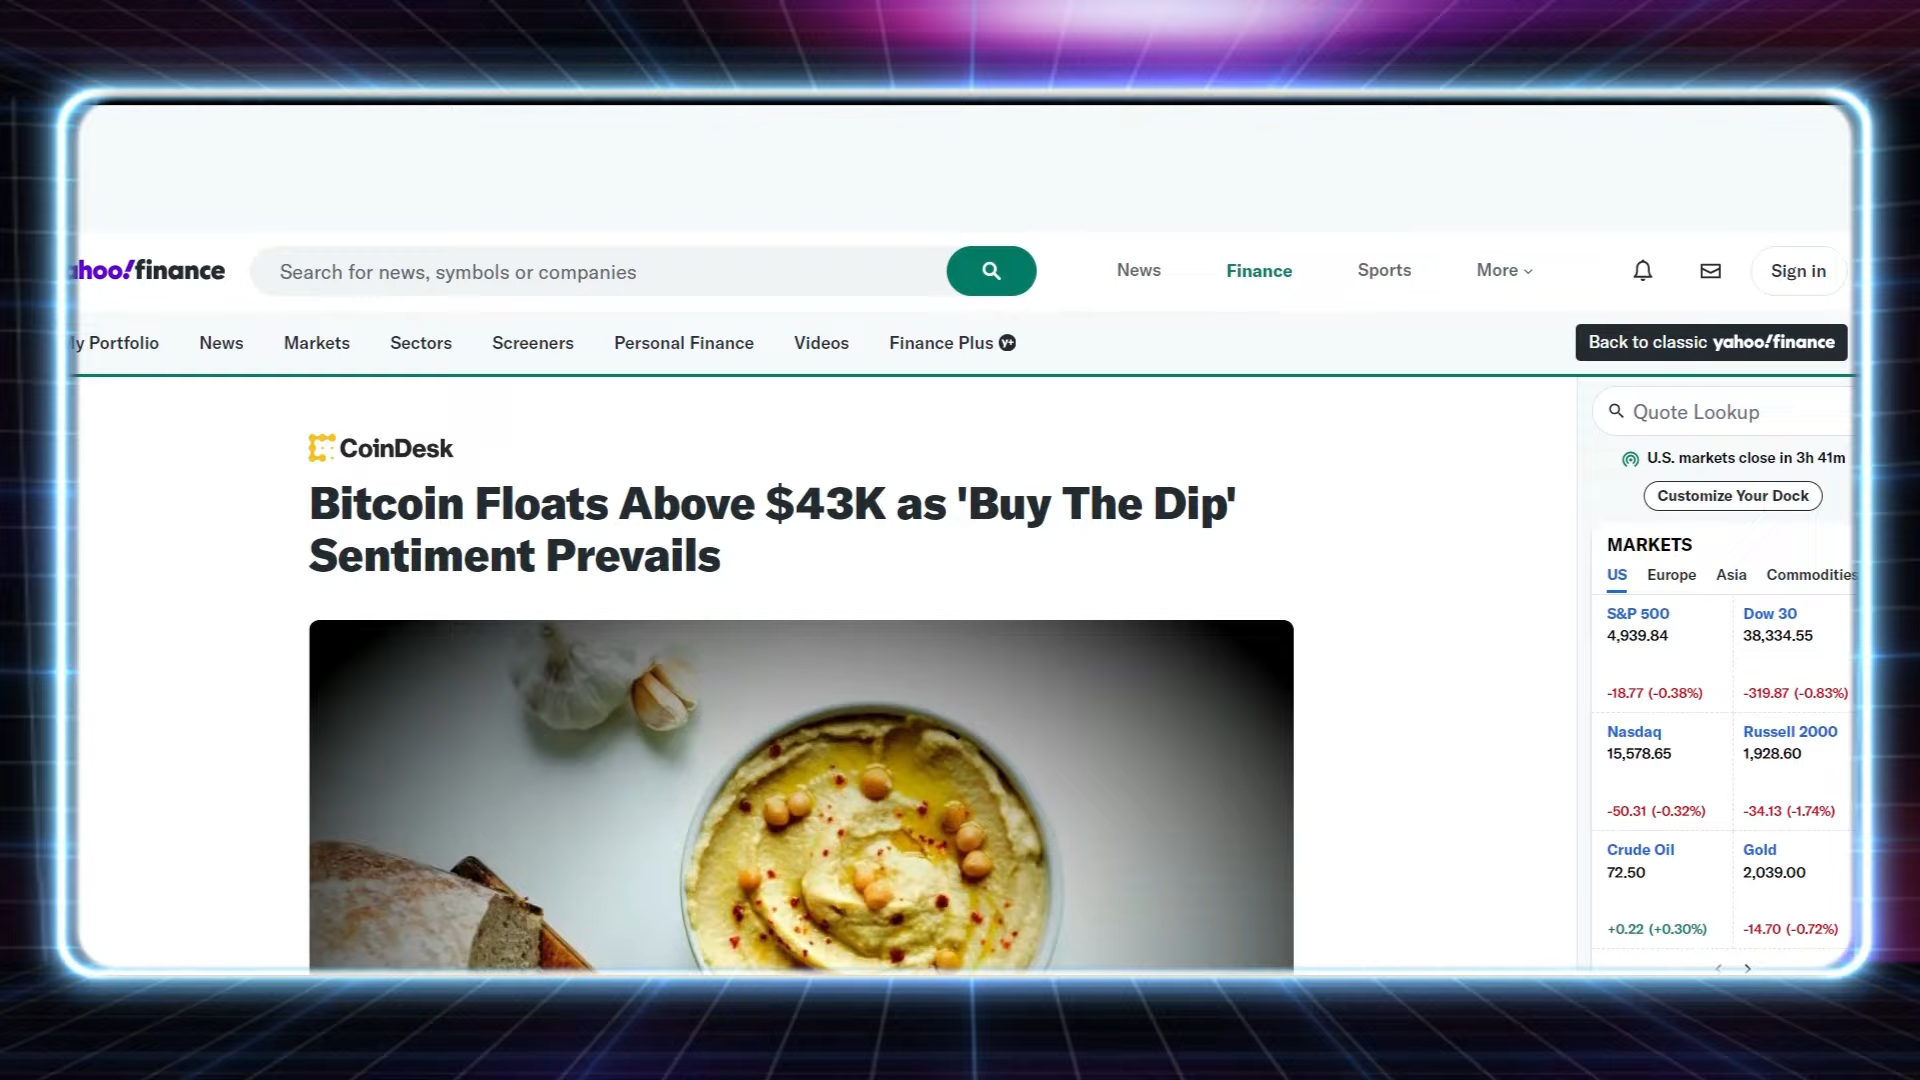 ahoo!finance
Search for news, symbols or companies
News
Finance
Sports
More
Sign in
ly Portfolio
News
Markets
Sectors
Screeners
Personal Finance
Videos
Finance Plus y+
Back to classic yahoo!finance
CoinDesk
Bitcoin Floats Above $43K as 'Buy The Dip'
Sentiment Prevails
Quote Lookup
U.S. markets close in 3h 41m
Customize Your Dock
MARKETS
US Europe Asia Commodities
S&P 500
4,939.84
-18.77 (-0.38%)
Dow 30
38,334.55
-319.87 (-0.83%)
Nasdaq
15,578.65
-50.31 (-0.32%)
Russell 2000
1,928.60
-34.13 (-1.74%)
Crude Oil
72.50
+0.22 (+0.30%)
Gold
2,039.00
-14.70 (-0.72%)